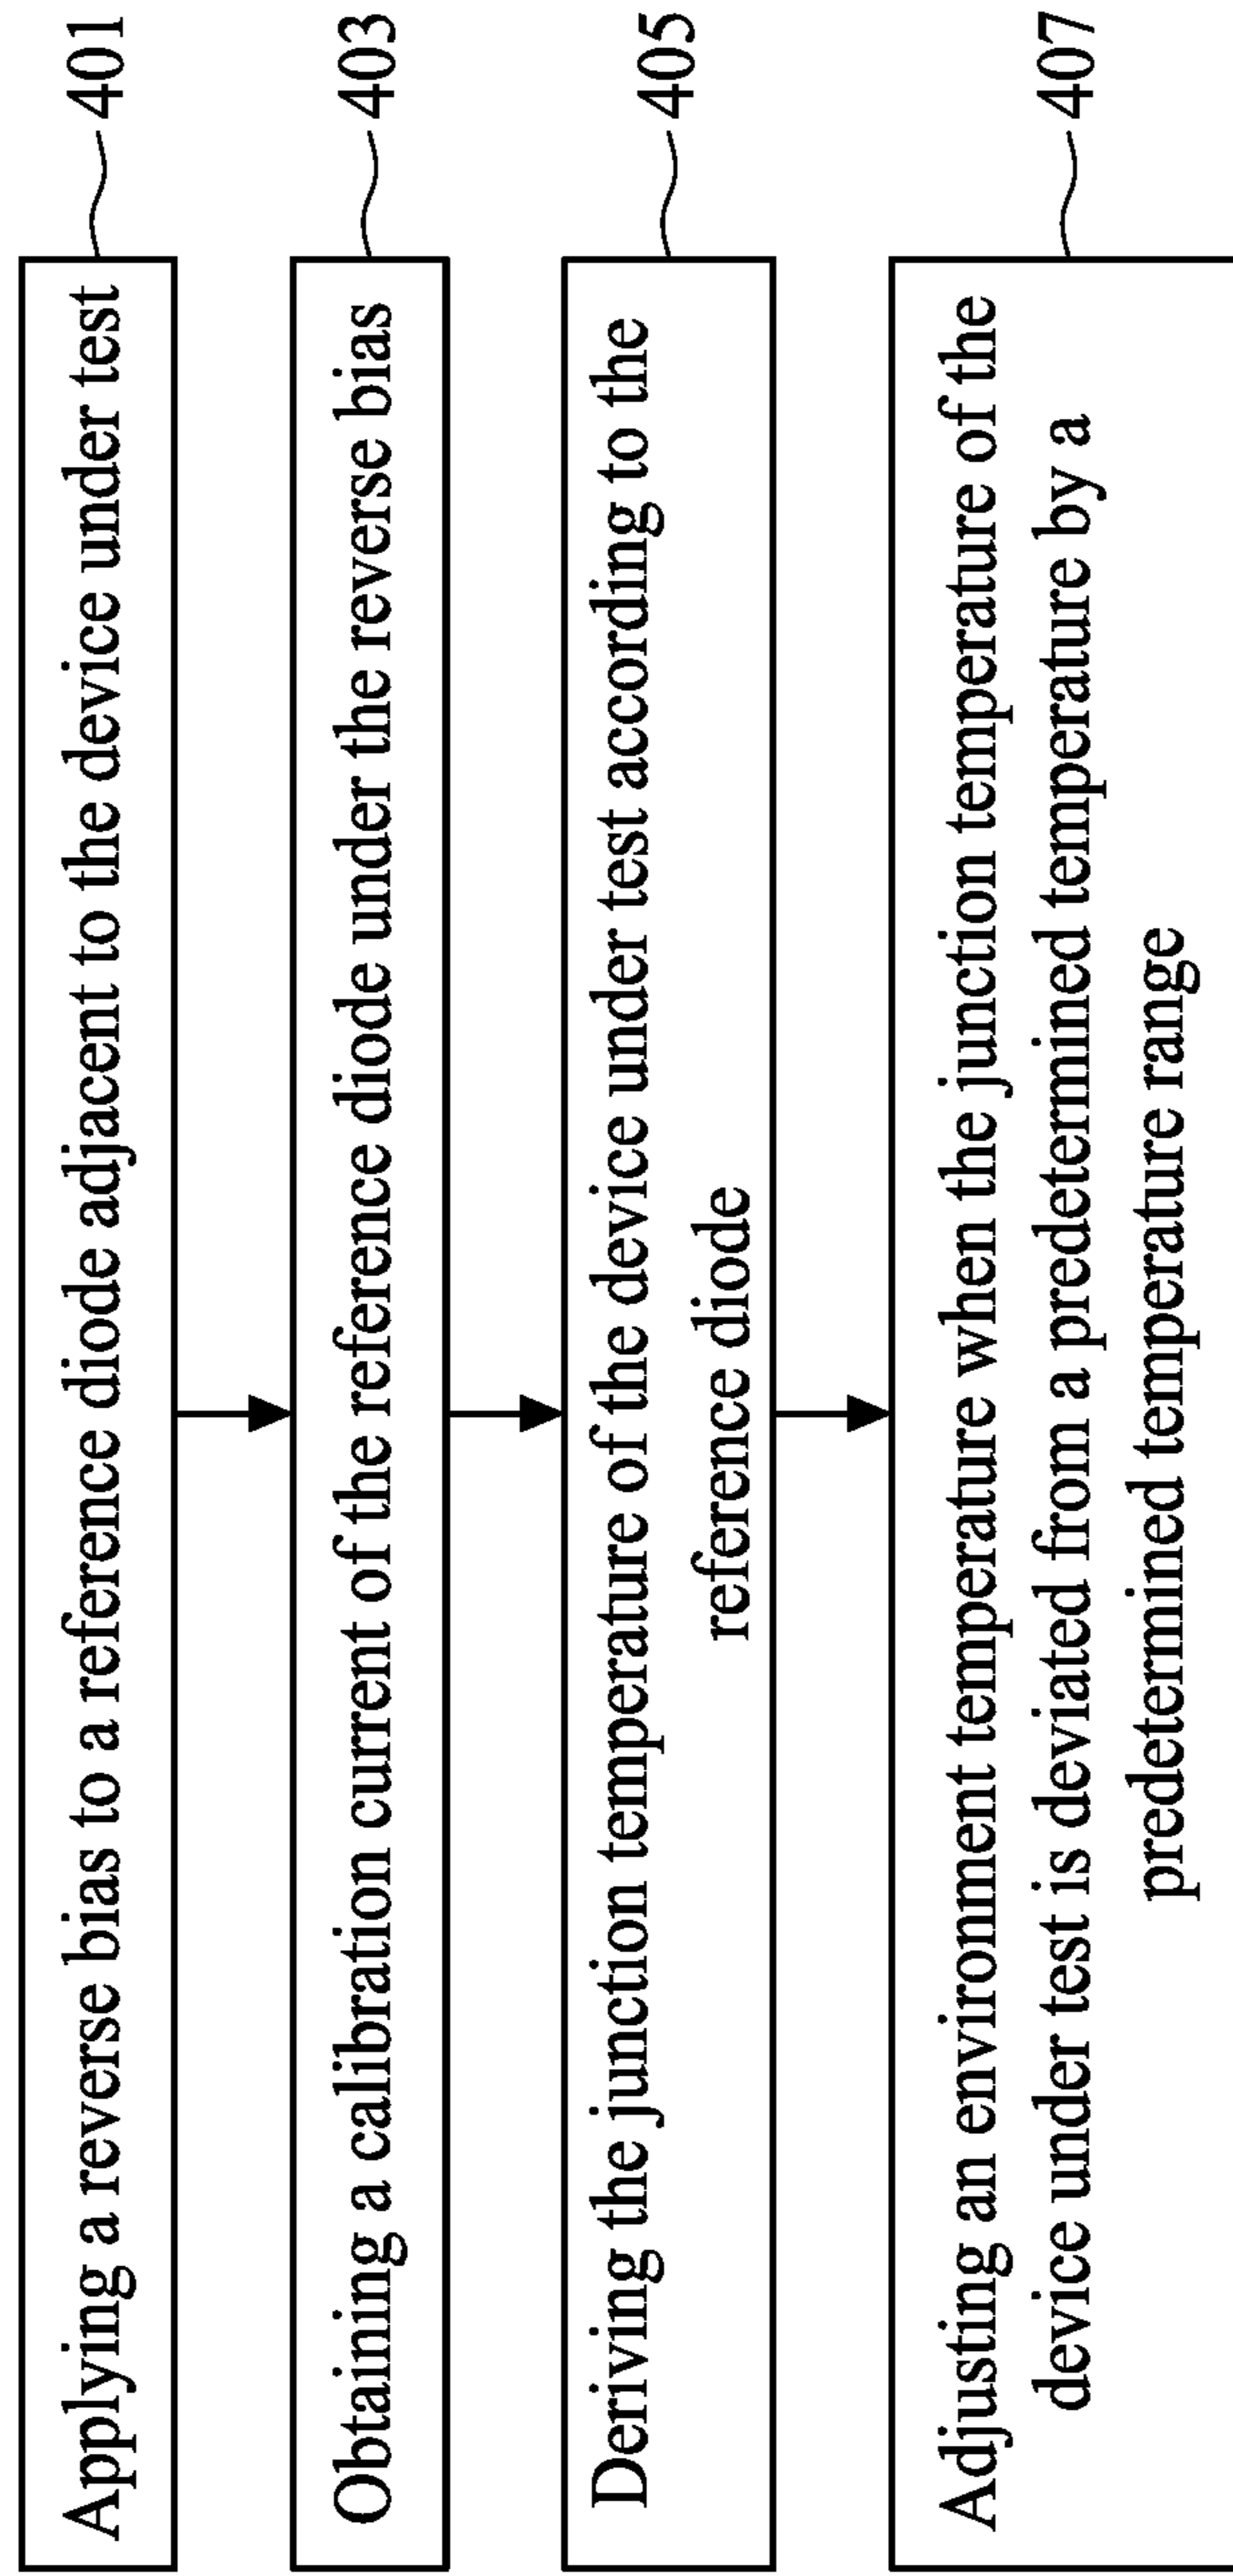 Applying a reverse bias to a reference diode adjacent to the device under test
401
Obtaining a calibration current of the reference diode under the reverse bias
403
Deriving the junction temperature of the device under test according to the
reference diode
405
Adjusting an environment temperature when the junction temperature of the
device under test is deviated from a predetermined temperature by a
predetermined temperature range
407